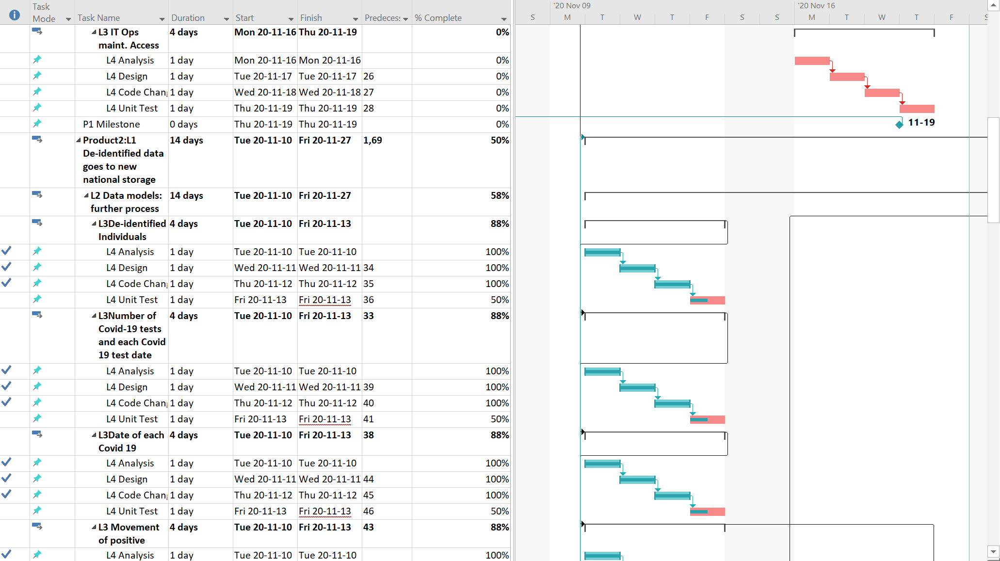 Task Mode Task Name Duration Start Finish Predecess % Complete
'20 Nov 09 '20 Nov 16
S M T W T F S S M T W T F S
L3 IT Ops 4 days Mon 20-11-16 Thu 20-11-19 0%
maint. Access
L4 Analysis 1 day Mon 20-11-16 Mon 20-11-16 0%
L4 Design 1 day Tue 20-11-17 Tue 20-11-17 26 0%
L4 Code Chan 1 day Wed 20-11-18 Wed 20-11-18 27 0%
L4 Unit Test 1 day Thu 20-11-19 Thu 20-11-19 28 0%
P1 Milestone 0 days Thu 20-11-19 Thu 20-11-19 0% 11-19
Product2:L1 14 days Tue 20-11-10 Fri 20-11-27 1,69 50%
De-identified data
goes to new
national storage
L2 Data models: 14 days Tue 20-11-10 Fri 20-11-27 58%
further process
L3De-identified 4 days Tue 20-11-10 Fri 20-11-13 88%
Individuals
L4 Analysis 1 day Tue 20-11-10 Tue 20-11-10 100%
L4 Design 1 day Wed 20-11-11 Wed 20-11-11 34 100%
L4 Code Chan 1 day Thu 20-11-12 Thu 20-11-12 35 100%
L4 Unit Test 1 day Fri 20-11-13 Fri 20-11-13 36 50%
L3Number of 4 days Tue 20-11-10 Fri 20-11-13 33 88%
Covid-19 tests
and each Covid
19 test date
L4 Analysis 1 day Tue 20-11-10 Tue 20-11-10 100%
L4 Design 1 day Wed 20-11-11 Wed 20-11-11 39 100%
L4 Code Chan 1 day Thu 20-11-12 Thu 20-11-12 40 100%
L4 Unit Test 1 day Fri 20-11-13 Fri 20-11-13 41 50%
L3Date of each 4 days Tue 20-11-10 Fri 20-11-13 38 88%
Covid 19
L4 Analysis 1 day Tue 20-11-10 Tue 20-11-10 100%
L4 Design 1 day Wed 20-11-11 Wed 20-11-11 44 100%
L4 Code Chan 1 day Thu 20-11-12 Thu 20-11-12 45 100%
L4 Unit Test 1 day Fri 20-11-13 Fri 20-11-13 46 50%
L3 Movement 4 days Tue 20-11-10 Fri 20-11-13 43 88%
of positive
L4 Analysis 1 day Tue 20-11-10 Tue 20-11-10 100%